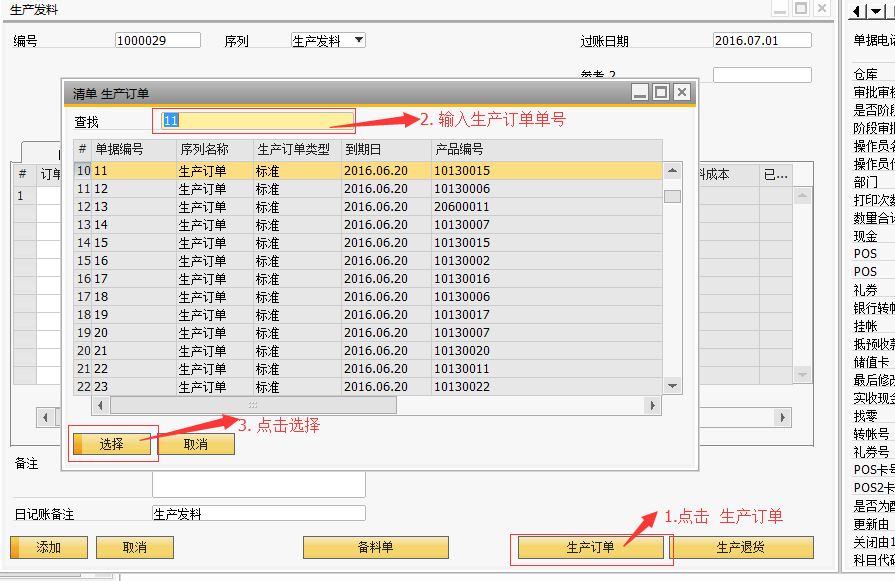 生产发料
编号 1000029 序列 生产发料 过账日期 2016.07.01
单据电
参考 2
仓库
清单 生产订单
审批审
查找 11 2. 输入生产订单单号
是否阶段
阶段审批
# 单据编号 序列名称 生产订单类型 到期日 产品编号
操作员
# 订单 料成本 已...
10 11 生产订单 标准 2016.06.20 10130015
操作员
部门
1
11 12 生产订单 标准 2016.06.20 10130006
打印次数
12 13 生产订单 标准 2016.06.20 20600011
数量合计
13 14 生产订单 标准 2016.06.20 10130007
现金
14 15 生产订单 标准 2016.06.20 10130015
POS
15 16 生产订单 标准 2016.06.20 10130002
POS
16 17 生产订单 标准 2016.06.20 10130016
礼券
17 18 生产订单 标准 2016.06.20 10130006
银行转帐
18 19 生产订单 标准 2016.06.20 10130017
挂帐
19 20 生产订单 标准 2016.06.20 10130007
抵预收款
20 21 生产订单 标准 2016.06.20 10130020
储值卡
21 22 生产订单 标准 2016.06.20 10130011
最后修改
22 23 生产订单 标准 2016.06.20 10130022
实收现金
找零
3. 点击选择
转帐号
选择 取消
礼券号
备注
POS卡号
POS2卡
日记账备注 生产发料
是否为
1.点击 生产订单
更新由
添加 取消 备料单 生产订单 生产退货
关闭由1
科目代码